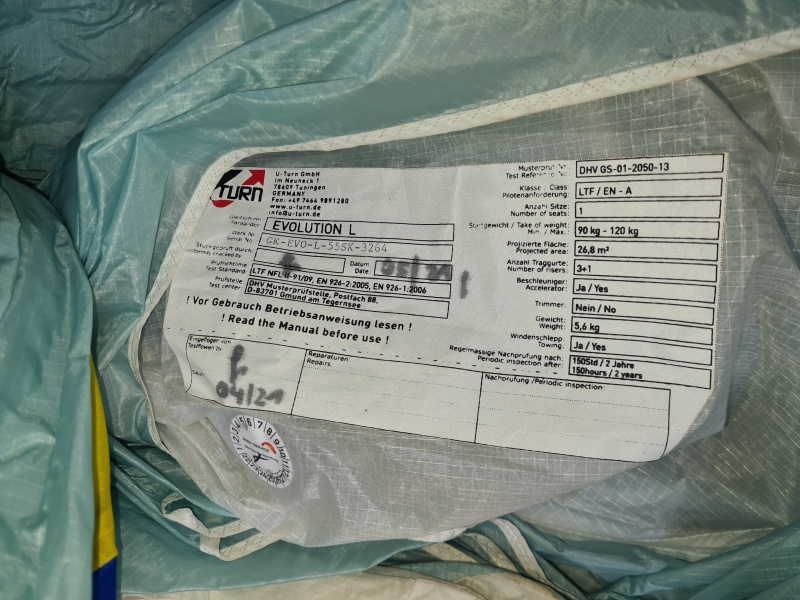 TURN
U-Turn GmbH
Im Neuneck 1
78609 Tuningen
GERMANY
Fon: +49 7464 9891280
www.u-turn.de
info@u-turn.de
EVOLUTION L
Werk Nr.
Serial No.
GK-EVO-L-55SK-3264
Stückgeprüft durch:
Conformity checked by
Datum
Date:
Prüfrichtlinie
Test Standard:
LTF NFL II-91/09, EN 926-2:2005, EN 926-1:2006
Prüfstelle
Test center:
DHV Musterprüfstelle, Postfach 88,
D-83701 Gmund am Tegernsee
! Vor Gebrauch Betriebsanweisung lesen !
! Read the Manual before use !
Musterprüf Nr.
Test Reference Nr.
DHV GS-01-2050-13
Klasse: Class:
Pilotenanforderung:
LTF / EN - A
Anzahl Sitze:
Number of seats:
1
Startgewicht / Take of weight:
Min. / Max.:
90 kg - 120 kg
Projizierte Fläche:
Projected area:
26,8 m²
Anzahl Traggurte:
Number of risers:
3+1
Beschleuniger:
Accelerator:
Ja / Yes
Trimmer:
Nein / No
Gewicht:
Weight:
5,6 kg
Windenschlepp:
Towing:
Ja / Yes
Regelmässige Nachprüfung nach:
Periodic inspection after:
150Std / 2 Jahre
150hours / 2 years
Eingeflogen von
Testflown by
04/21
Reparaturen:
Repairs:
Nachprüfung /Periodic inspection: